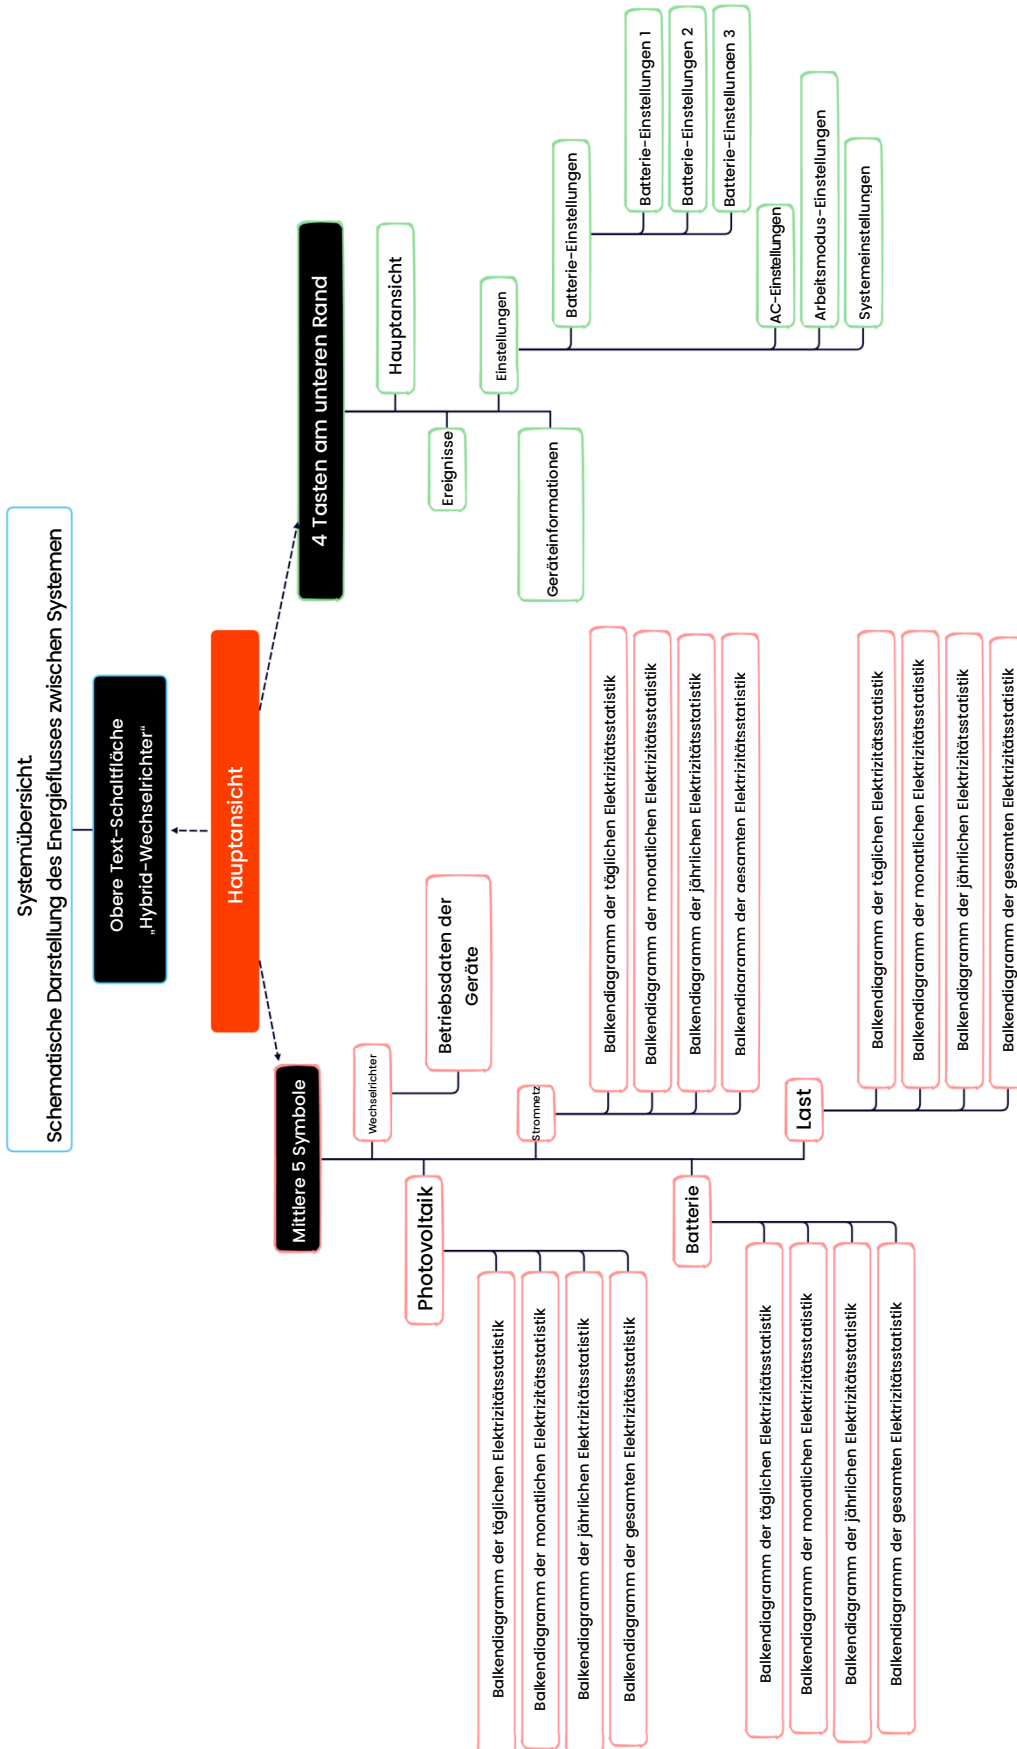 Systemübersicht.
Schematische Darstellung des Energieflusses zwischen Systemen
Obere Text-Schaltfläche
„Hybrid-Wechselrichter“
Hauptansicht
Mittlere 5 Symbole
Wechselrichter
Betriebsdaten der
Geräte
Photovoltaik
Balkendiagramm der täglichen Elektrizitätsstatistik
Balkendiagramm der monatlichen Elektrizitätsstatistik
Balkendiagramm der jährlichen Elektrizitätsstatistik
Balkendiagramm der gesamten Elektrizitätsstatistik
Stromnetz
Balkendiagramm der täglichen Elektrizitätsstatistik
Balkendiagramm der monatlichen Elektrizitätsstatistik
Balkendiagramm der jährlichen Elektrizitätsstatistik
Balkendiagramm der gesamten Elektrizitätsstatistik
Batterie
Balkendiagramm der täglichen Elektrizitätsstatistik
Balkendiagramm der monatlichen Elektrizitätsstatistik
Balkendiagramm der jährlichen Elektrizitätsstatistik
Balkendiagramm der gesamten Elektrizitätsstatistik
Last
Balkendiagramm der täglichen Elektrizitätsstatistik
Balkendiagramm der monatlichen Elektrizitätsstatistik
Balkendiagramm der jährlichen Elektrizitätsstatistik
Balkendiagramm der gesamten Elektrizitätsstatistik
4 Tasten am unteren Rand
Hauptansicht
Ereignisse
Einstellungen
Batterie-Einstellungen
Batterie-Einstellungen 1
Batterie-Einstellungen 2
Batterie-Einstellungen 3
AC-Einstellungen
Arbeitsmodus-Einstellungen
Systemeinstellungen
Geräteinformationen